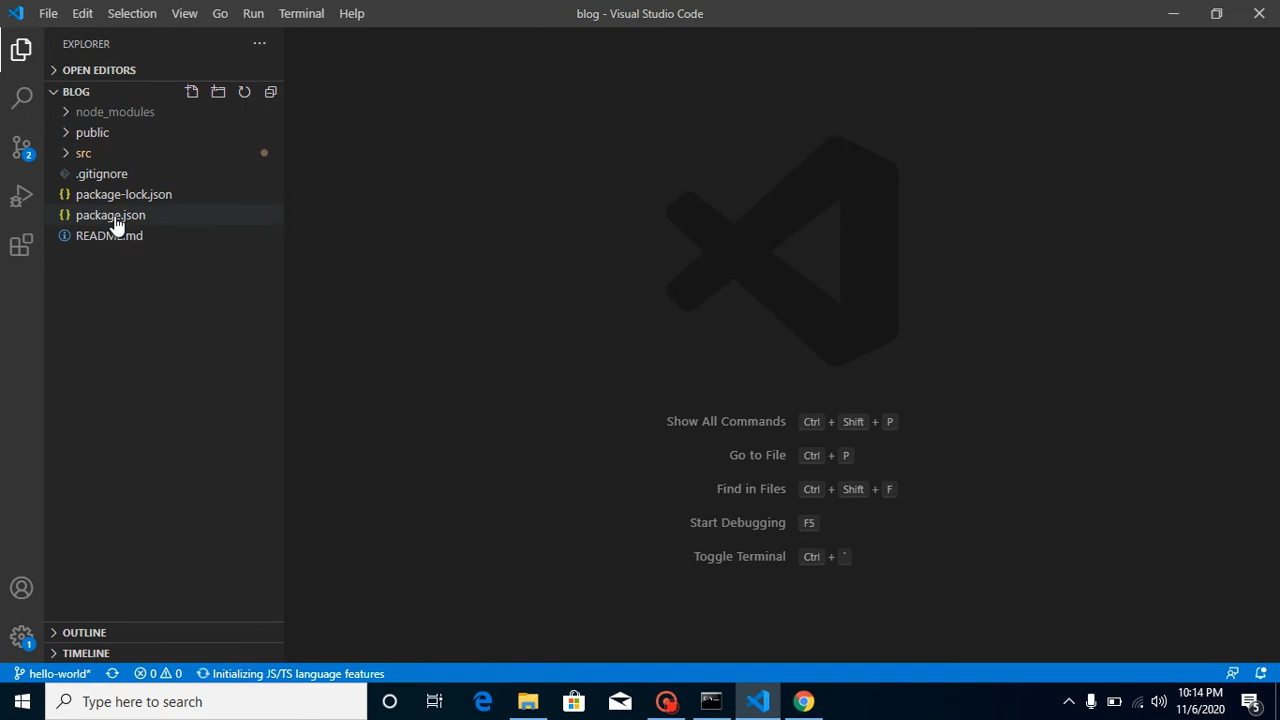 File Edit Selection View Go Run Terminal Help
blog - Visual Studio Code
EXPLORER
OPEN EDITORS
BLOG
node_modules
public
src
.gitignore
package-lock.json
package.json
README.md
Show All Commands Ctrl + Shift + P
Go to File Ctrl + P
Find in Files Ctrl + Shift + F
Start Debugging F5
Toggle Terminal Ctrl + `
2
1
OUTLINE
TIMELINE
hello-world* 0 0 Initializing JS/TS language features
Type here to search
10:14 PM
11/6/2020
5